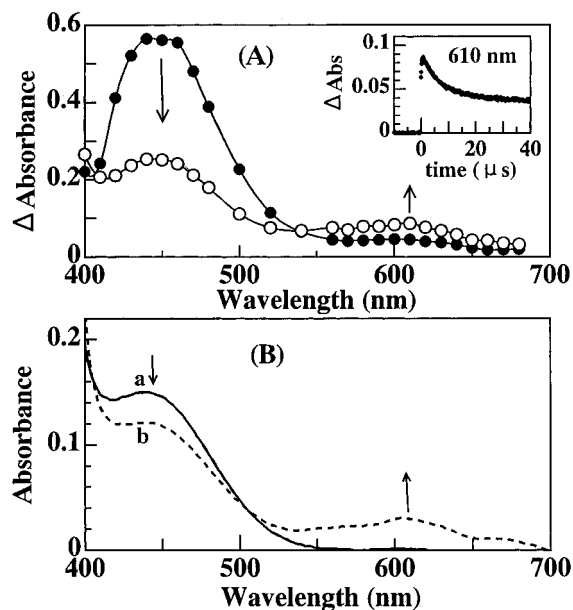 0.6
0.4
0.2
0
Δ Absorbance
(A)
0.1
0.05
0
Δ Abs
610 nm
0
20
40
time (μs)
400
500
600
700
Wavelength (nm)
0.2
0.1
0
Absorbance
(B)
a
b
400
500
600
700
Wavelength (nm)